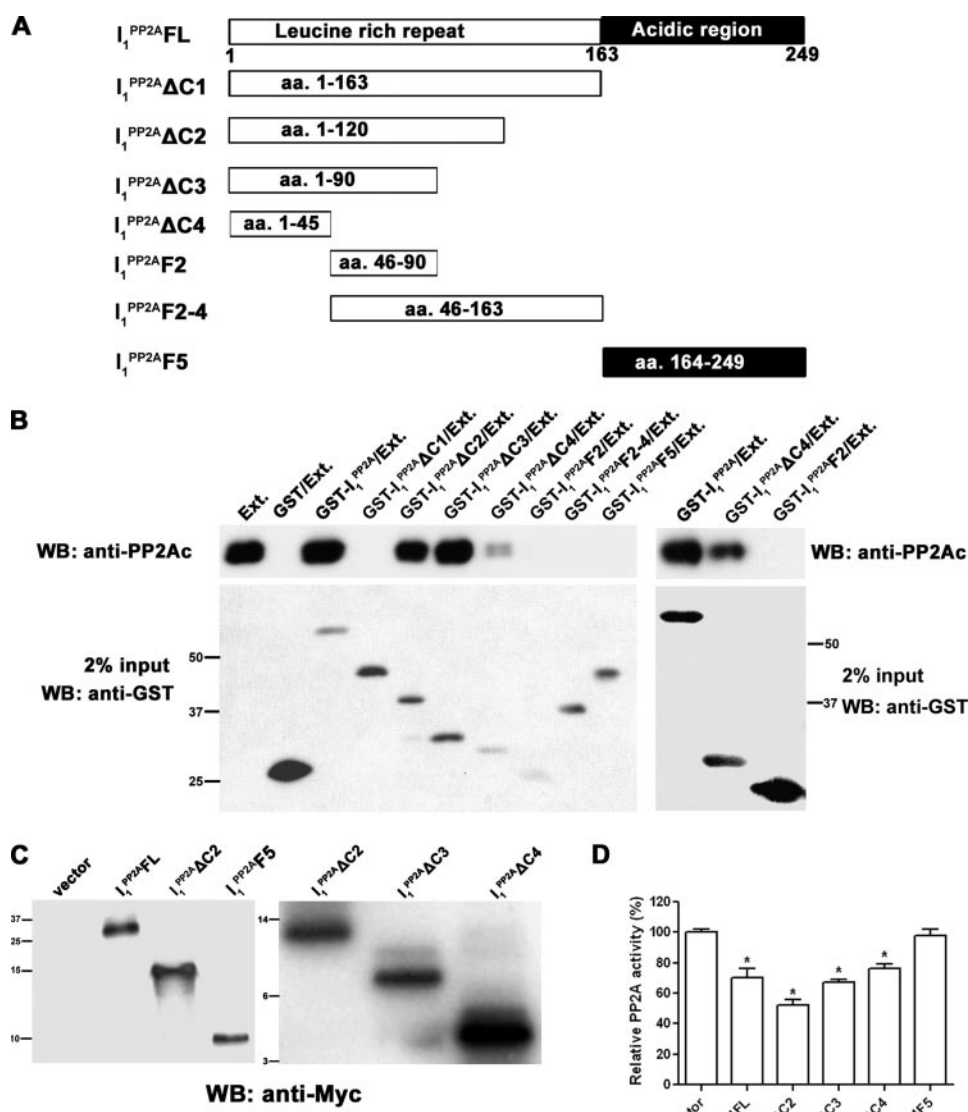 A
I₁ᴾᴾ²ᴬFL
Leucine rich repeat
Acidic region
1
163
249
I₁ᴾᴾ²ᴬΔC1
aa. 1-163
I₁ᴾᴾ²ᴬΔC2
aa. 1-120
I₁ᴾᴾ²ᴬΔC3
aa. 1-90
I₁ᴾᴾ²ᴬΔC4
aa. 1-45
I₁ᴾᴾ²ᴬF2
aa. 46-90
I₁ᴾᴾ²ᴬF2-4
aa. 46-163
I₁ᴾᴾ²ᴬF5
aa. 164-249
B
Ext.
GST/Ext.
GST-I₁ᴾᴾ²ᴬ/Ext.
GST-I₁ᴾᴾ²ᴬΔC1/Ext.
GST-I₁ᴾᴾ²ᴬΔC2/Ext.
GST-I₁ᴾᴾ²ᴬΔC3/Ext.
GST-I₁ᴾᴾ²ᴬΔC4/Ext.
GST-I₁ᴾᴾ²ᴬF2/Ext.
GST-I₁ᴾᴾ²ᴬF2-4/Ext.
GST-I₁ᴾᴾ²ᴬF5/Ext.
WB: anti-PP2Ac
2% input
WB: anti-GST
50
37
25
GST-I₁ᴾᴾ²ᴬ/Ext.
GST-I₁ᴾᴾ²ᴬΔC4/Ext.
GST-I₁ᴾᴾ²ᴬF2/Ext.
WB: anti-PP2Ac
50
37
2% input
WB: anti-GST
C
vector
I₁ᴾᴾ²ᴬFL
I₁ᴾᴾ²ᴬΔC2
I₁ᴾᴾ²ᴬF5
37
25
15
10
I₁ᴾᴾ²ᴬΔC2
I₁ᴾᴾ²ᴬΔC3
I₁ᴾᴾ²ᴬΔC4
14
6
3
WB: anti-Myc
D
Relative PP2A activity (%)
120
100
80
60
40
20
0
*
*
*
*